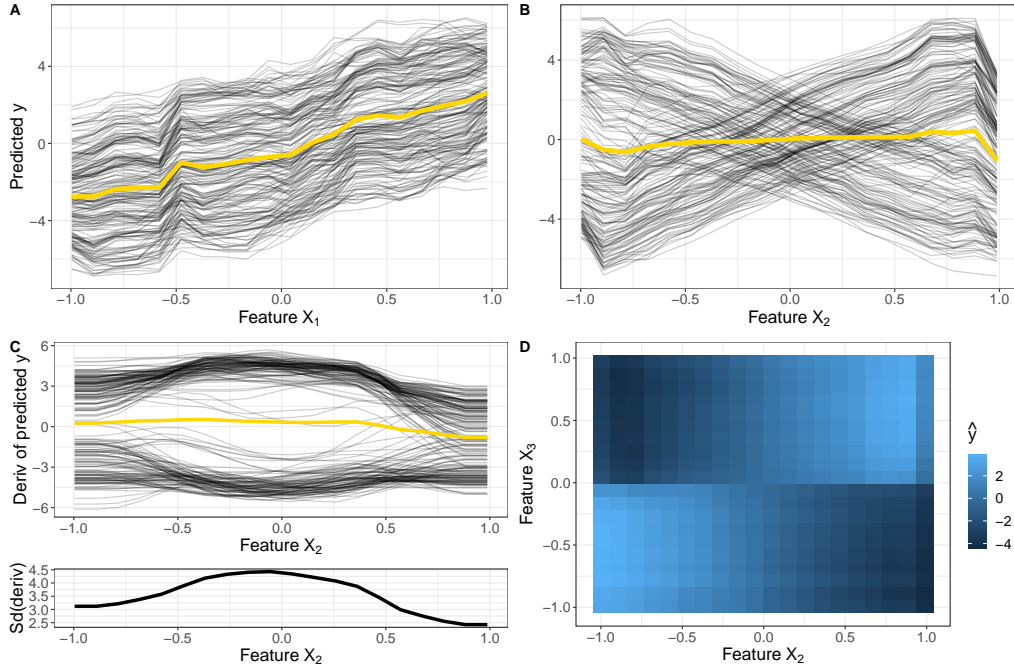 A
Predicted y
4
0
−4
−1.0 −0.5 0.0 0.5 1.0
Feature X1
B
4
0
−4
−1.0 −0.5 0.0 0.5 1.0
Feature X2
C
Deriv of predicted y
6
3
0
−3
−6
−1.0 −0.5 0.0 0.5 1.0
Feature X2
Sd(deriv)
4.5
4.0
3.5
3.0
2.5
−1.0 −0.5 0.0 0.5 1.0
Feature X2
D
Feature X3
1.0
0.5
0.0
−0.5
−1.0
−1.0 −0.5 0.0 0.5 1.0
Feature X2
ŷ
2
0
−2
−4